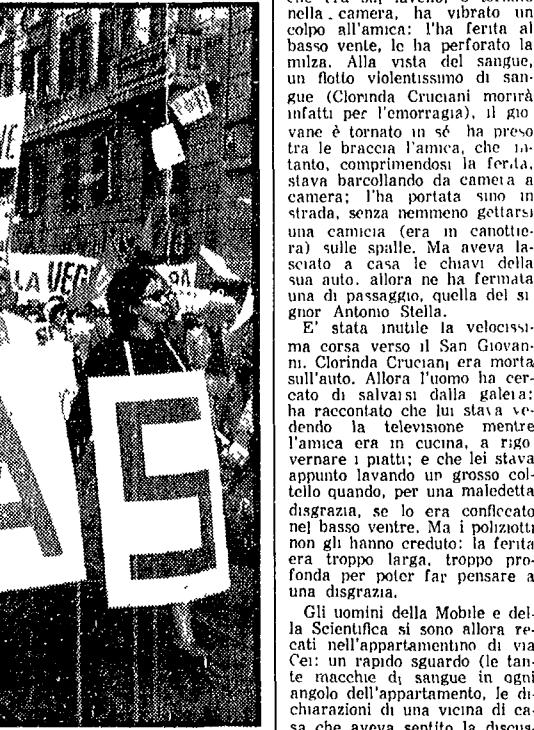 LA VEG
A
S
nella camera, ha vibrato un
colpo all'amica: l'ha ferita al
basso vente, le ha perforato la
milza. Alla vista del sangue,
un flotto violentissimo di san-
gue (Clorinda Cruciani morirà
infatti per l'emorragia), il gio
vane è tornato in sé ha preso
tra le braccia l'amica, che in-
tanto, comprimendosi la ferita,
stava barcollando da camera a
camera; l'ha portata sino in
strada, senza nemmeno gettarsi
una camicia (era in canottie-
ra) sulle spalle. Ma aveva la-
sciato a casa le chiavi della
sua auto. allora ne ha fermata
una di passaggio, quella del si
gnor Antonio Stella.
E' stata inutile la velocissi-
ma corsa verso il San Giovan-
ni. Clorinda Cruciani era morta
sull'auto. Allora l'uomo ha cer-
cato di salvarsi dalla galera:
ha raccontato che lui stava ve-
dendo la televisione mentre
l'amica era in cucina, a rigo
vernare i piatti; e che lei stava
appunto lavando un grosso col-
tello quando, per una maledetta
disgrazia, se lo era conficcato
nel basso ventre. Ma i poliziotti
non gli hanno creduto: la ferita
era troppo larga, troppo pro-
fonda per poter far pensare a
una disgrazia.
Gli uomini della Mobile e del-
la Scientifica si sono allora re-
cati nell'appartamentino di via
Cei: un rapido sguardo (le tan-
te macchie di sangue in ogni
angolo dell'appartamento, le di-
chiarazioni di una vicina di ca-
sa che aveva sentito la discus-